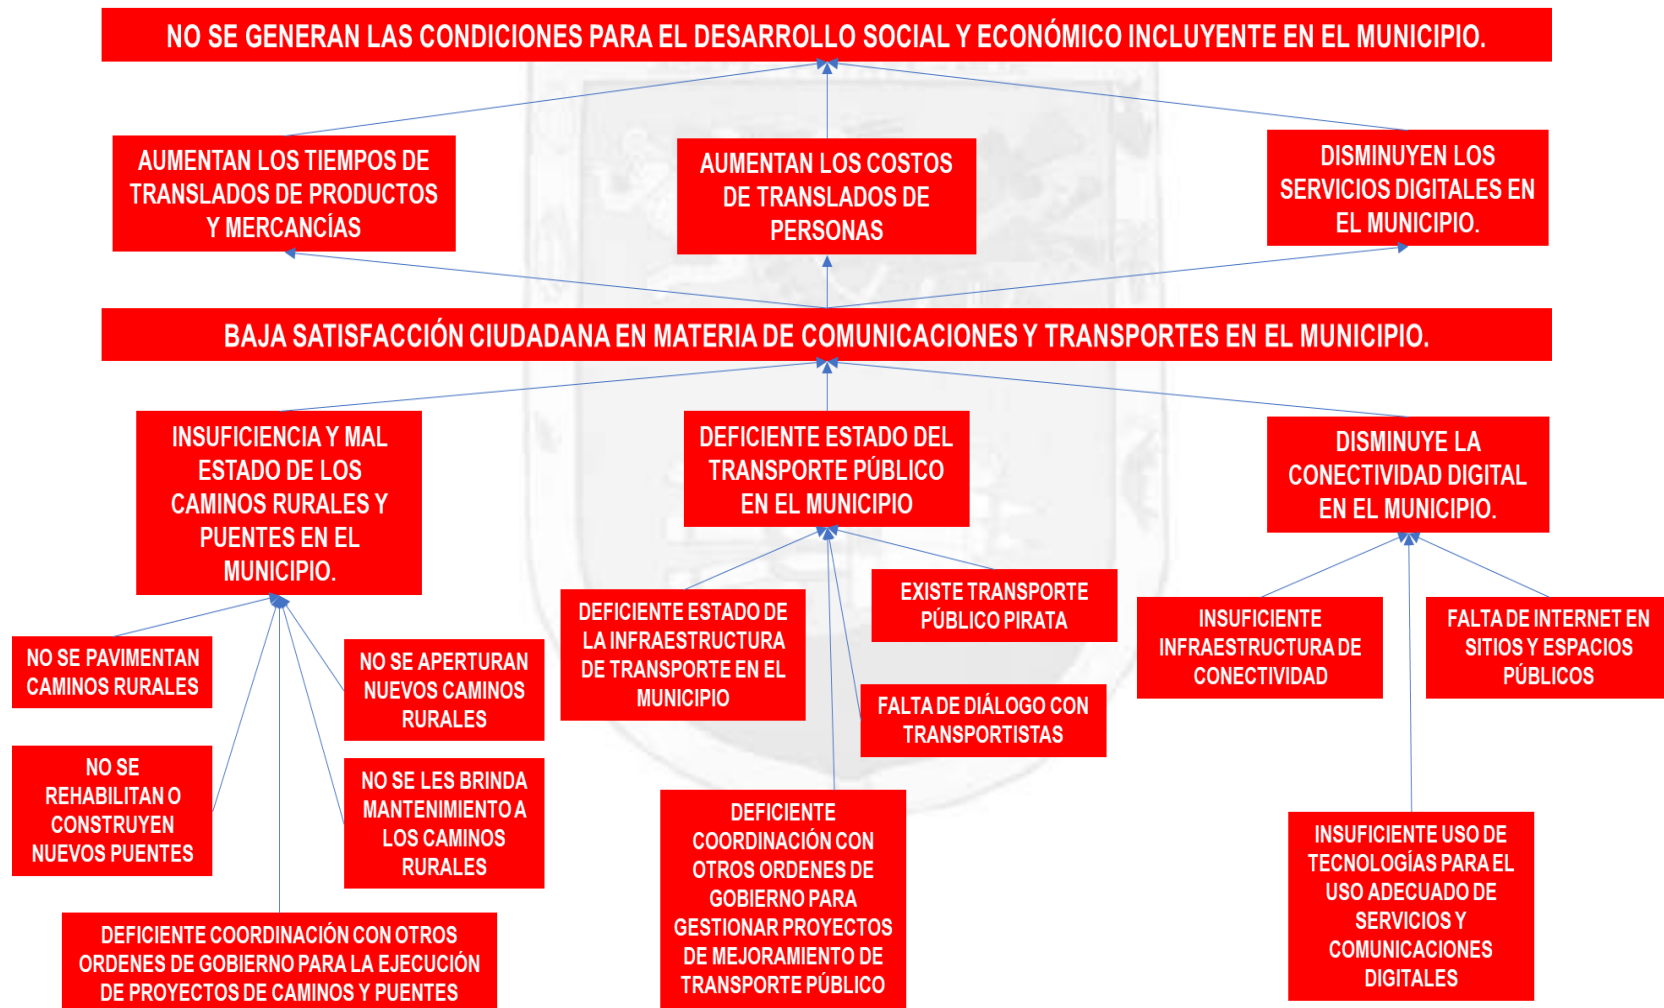 NO SE GENERAN LAS CONDICIONES PARA EL DESARROLLO SOCIAL Y ECONÓMICO INCLUYENTE EN EL MUNICIPIO.
AUMENTAN LOS TIEMPOS DE
TRANSLADOS DE PRODUCTOS
Y MERCANCÍAS
AUMENTAN LOS COSTOS
DE TRANSLADOS DE
PERSONAS
DISMINUYEN LOS
SERVICIOS DIGITALES EN
EL MUNICIPIO.
BAJA SATISFACCIÓN CIUDADANA EN MATERIA DE COMUNICACIONES Y TRANSPORTES EN EL MUNICIPIO.
INSUFICIENCIA Y MAL
ESTADO DE LOS
CAMINOS RURALES Y
PUENTES EN EL
MUNICIPIO.
DEFICIENTE ESTADO DEL
TRANSPORTE PÚBLICO
EN EL MUNICIPIO
DISMINUYE LA
CONECTIVIDAD DIGITAL
EN EL MUNICIPIO.
NO SE PAVIMENTAN
CAMINOS RURALES
NO SE APERTURAN
NUEVOS CAMINOS
RURALES
NO SE
REHABILITAN O
CONSTRUYEN
NUEVOS PUENTES
NO SE LES BRINDA
MANTENIMIENTO A
LOS CAMINOS
RURALES
DEFICIENTE COORDINACIÓN CON OTROS
ORDENES DE GOBIERNO PARA LA EJECUCIÓN
DE PROYECTOS DE CAMINOS Y PUENTES
DEFICIENTE ESTADO DE
LA INFRAESTRUCTURA
DE TRANSPORTE EN EL
MUNICIPIO
EXISTE TRANSPORTE
PÚBLICO PIRATA
FALTA DE DIÁLOGO CON
TRANSPORTISTAS
DEFICIENTE
COORDINACIÓN CON
OTROS ORDENES DE
GOBIERNO PARA
GESTIONAR PROYECTOS
DE MEJORAMIENTO DE
TRANSPORTE PÚBLICO
INSUFICIENTE
INFRAESTRUCTURA DE
CONECTIVIDAD
FALTA DE INTERNET EN
SITIOS Y ESPACIOS
PÚBLICOS
INSUFICIENTE USO DE
TECNOLOGÍAS PARA EL
USO ADECUADO DE
SERVICIOS Y
COMUNICACIONES
DIGITALES